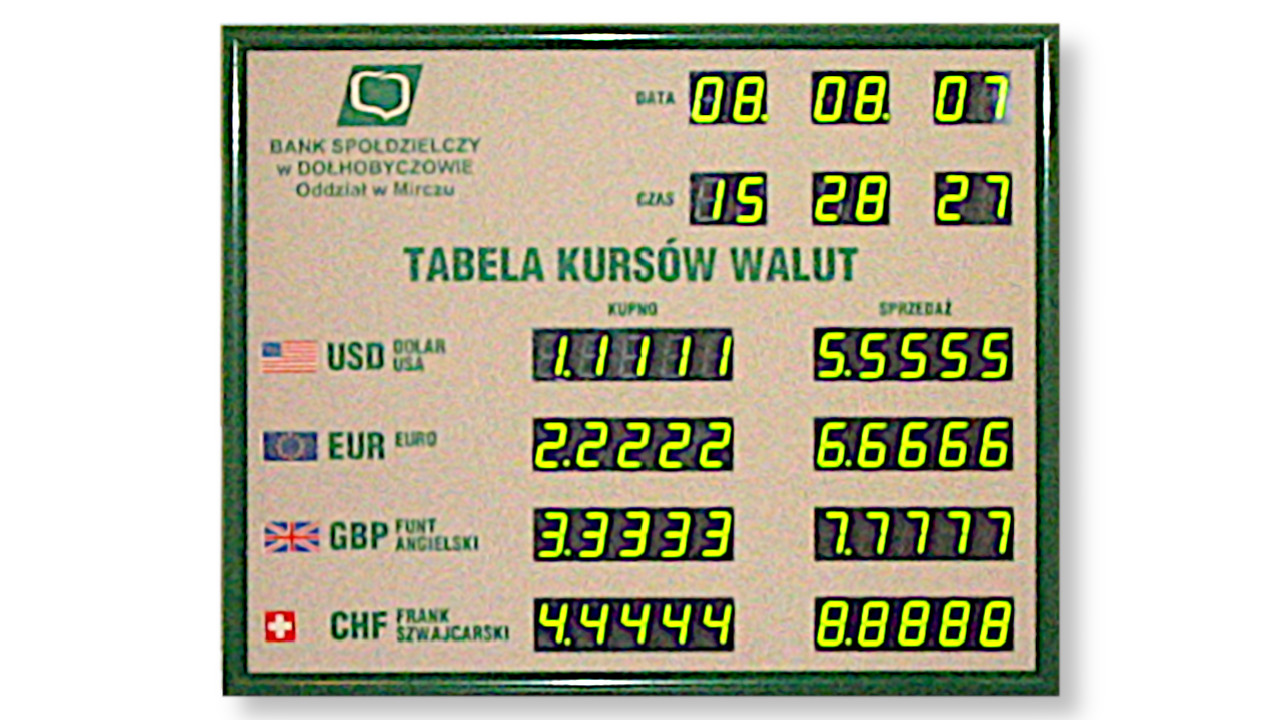 BANK SPÓŁDZIELCZY
w DOŁHOBYCZOWIE
Oddział w Mirczu
DATA 08. 08. 07
CZAS 15 28 27
TABELA KURSÓW WALUT
KUPNO SPRZEDAŻ
USD DOLAR USA 1.1111 5.5555
EUR EURO 2.2222 6.6666
GBP FUNT ANGIELSKI 3.3333 7.7777
CHF FRANK SZWAJCARSKI 4.4444 8.8888